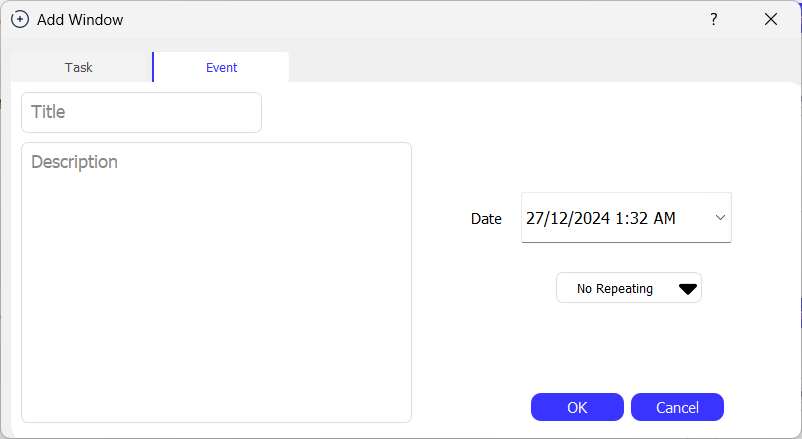 Add Window
?
Task
Event
Title
Description
Date
27/12/2024 1:32 AM
No Repeating
OK
Cancel